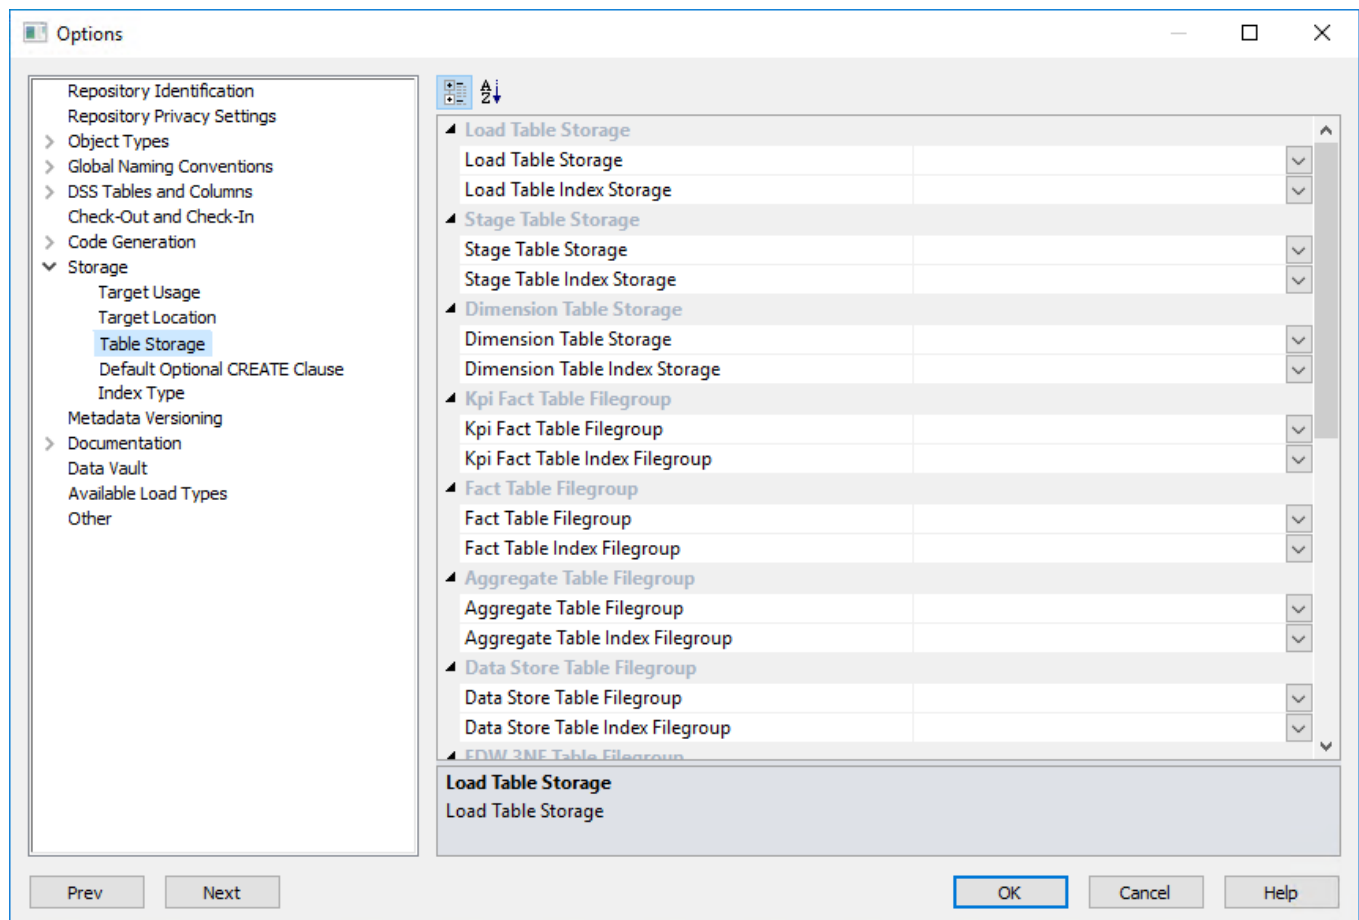 Options
Repository Identification
Repository Privacy Settings
Object Types
Global Naming Conventions
DSS Tables and Columns
Check-Out and Check-In
Code Generation
Storage
Target Usage
Target Location
Table Storage
Default Optional CREATE Clause
Index Type
Metadata Versioning
Documentation
Data Vault
Available Load Types
Other
Load Table Storage
Load Table Storage
Load Table Index Storage
Stage Table Storage
Stage Table Storage
Stage Table Index Storage
Dimension Table Storage
Dimension Table Storage
Dimension Table Index Storage
Kpi Fact Table Filegroup
Kpi Fact Table Filegroup
Kpi Fact Table Index Filegroup
Fact Table Filegroup
Fact Table Filegroup
Fact Table Index Filegroup
Aggregate Table Filegroup
Aggregate Table Filegroup
Aggregate Table Index Filegroup
Data Store Table Filegroup
Data Store Table Filegroup
Data Store Table Index Filegroup
EDW 3NF Table Filegroup
Load Table Storage
Load Table Storage
Prev
Next
OK
Cancel
Help